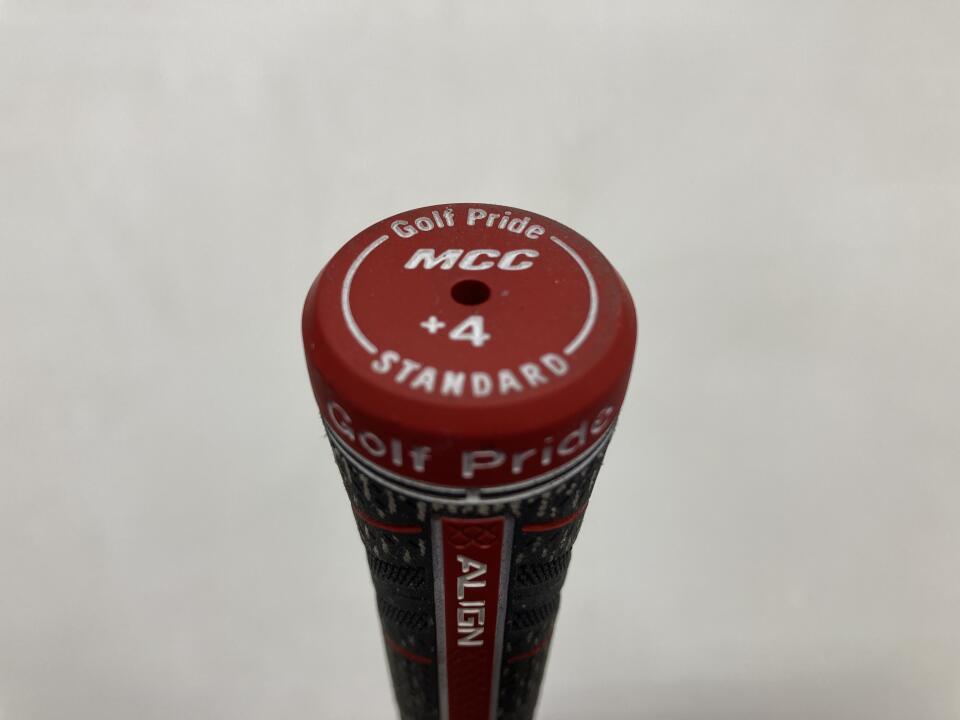 Golf Pride
MCC
+4
STANDARD
Golf Pride
ALIGN